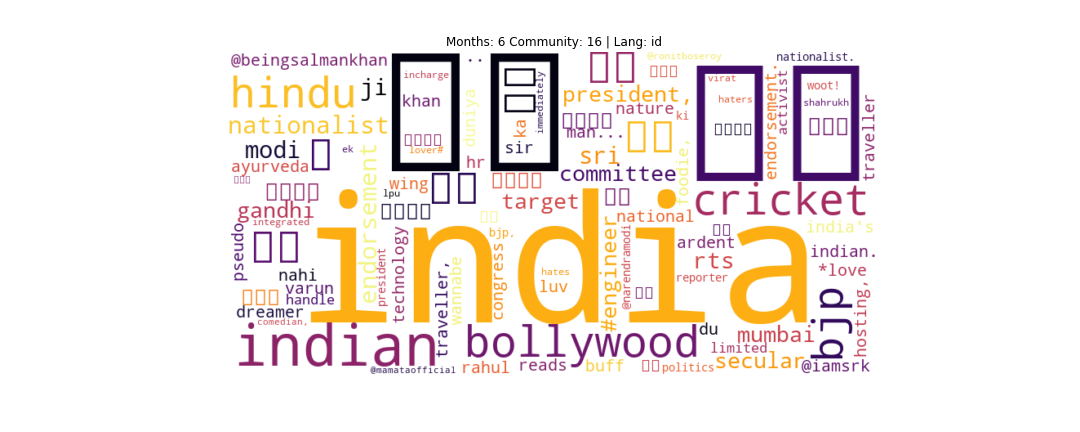 Months: 6 Community: 16 | Lang: id
@beingsalmankhan
..
@ronitboseroy
nationalist.
hindu
ji
incharge
khan
lover#
immediately
ka
sir
duniya
hr
president,
nature
ki
man...
sri
committee
virat
haters
endorsement.
activist
woot!
shahrukh
traveller
nationalist
modi
ek
ayurveda
endorsement
wing
lpu
target
foodie,
cricket
gandhi
integrated
pseudo
national
india's
india
nahi
varun
handle
dreamer
comedian,
president
technology
traveller,
wannabe
congress
bjp.
hates
luv
#engineer
@narendramodi
ardent
rts
reporter
indian.
*love
bjp
hosting,
indian
bollywood
du
mumbai
limited
secular
@mamataofficial
rahul
reads
buff
politics
@iamsrk